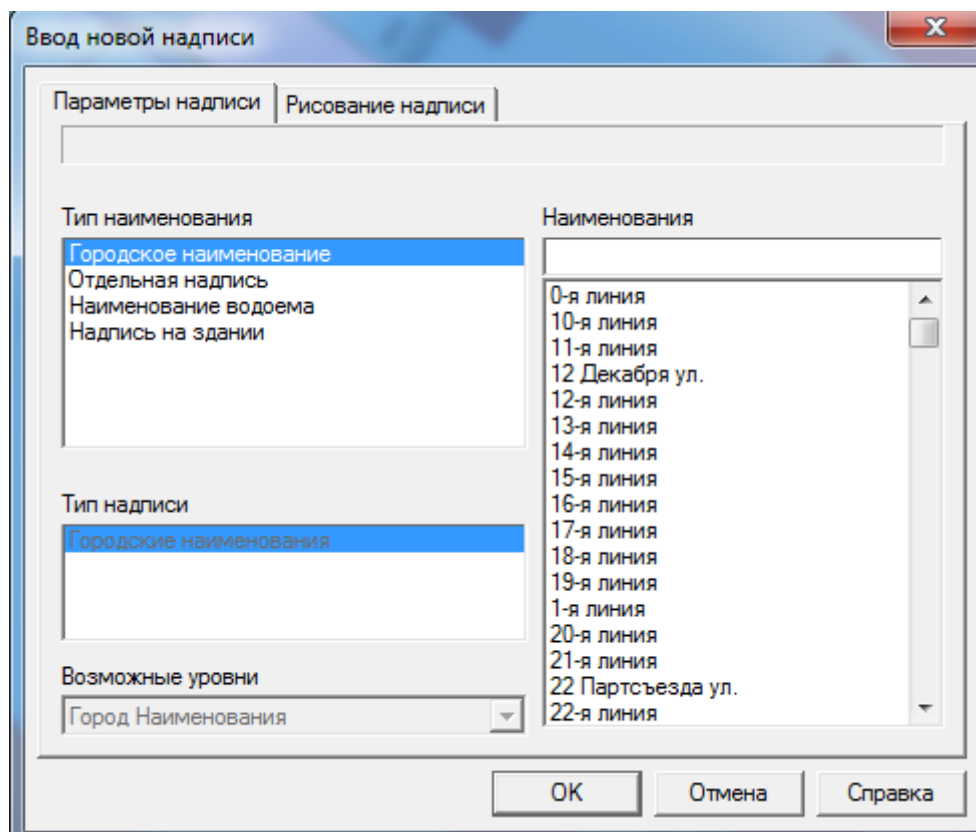 Ввод новой надписи
Параметры надписи
Рисование надписи
Тип наименования
Городское наименование
Отдельная надпись
Наименование водоема
Надпись на здании
Тип надписи
Городские наименования
Возможные уровни
Город Наименования
Наименования
0-я линия
10-я линия
11-я линия
12 Декабря ул.
12-я линия
13-я линия
14-я линия
15-я линия
16-я линия
17-я линия
18-я линия
19-я линия
1-я линия
20-я линия
21-я линия
22 Партсъезда ул.
22-я линия
OK
Отмена
Справка